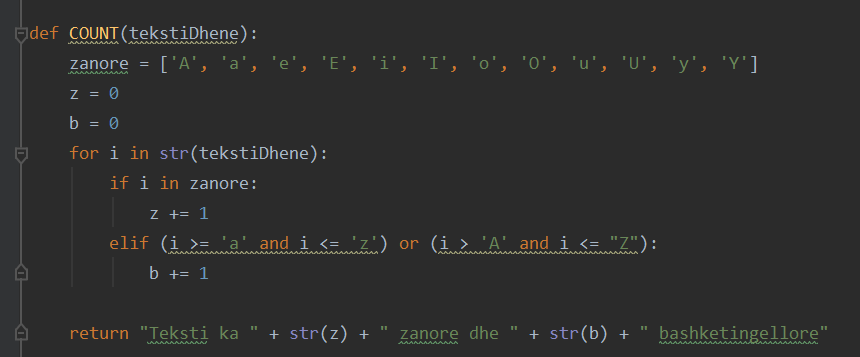 def COUNT(tekstiDhene):
    zanore = ['A', 'a', 'e', 'E', 'i', 'I', 'o', 'O', 'u', 'U', 'y', 'Y']
    z = 0
    b = 0
    for i in str(tekstiDhene):
        if i in zanore:
            z += 1
        elif (i >= 'a' and i <= 'z') or (i > 'A' and i <= "Z"):
            b += 1
    return "Teksti ka " + str(z) + " zanore dhe " + str(b) + " bashketingellore"